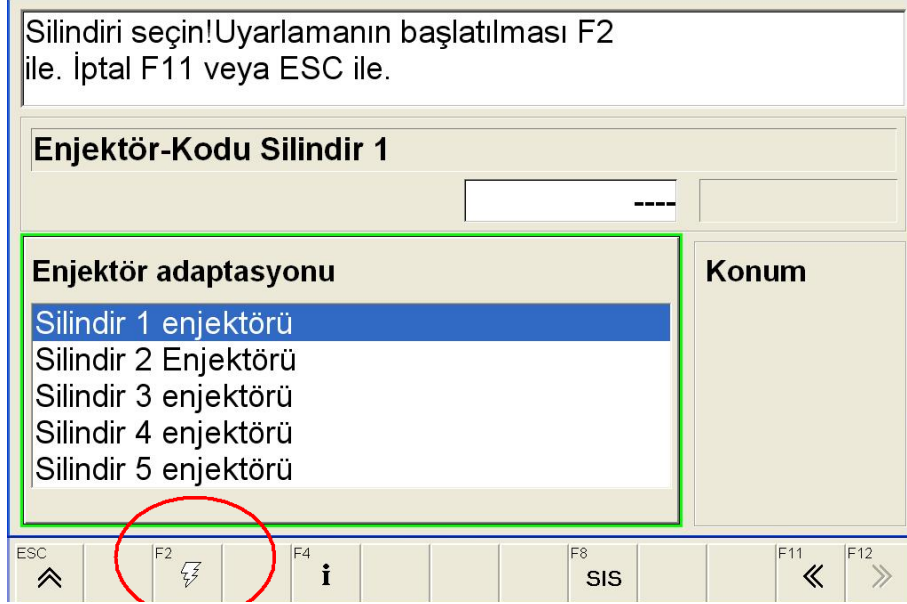 Silindiri seçin!Uyarlamanın başlatılması F2
ile. İptal F11 veya ESC ile.
Enjektör-Kodu Silindir 1
----
Enjektör adaptasyonu
Konum
Silindir 1 enjektörü
Silindir 2 Enjektörü
Silindir 3 enjektörü
Silindir 4 enjektörü
Silindir 5 enjektörü
ESC F2 F4 F8 F11 F12
i SIS